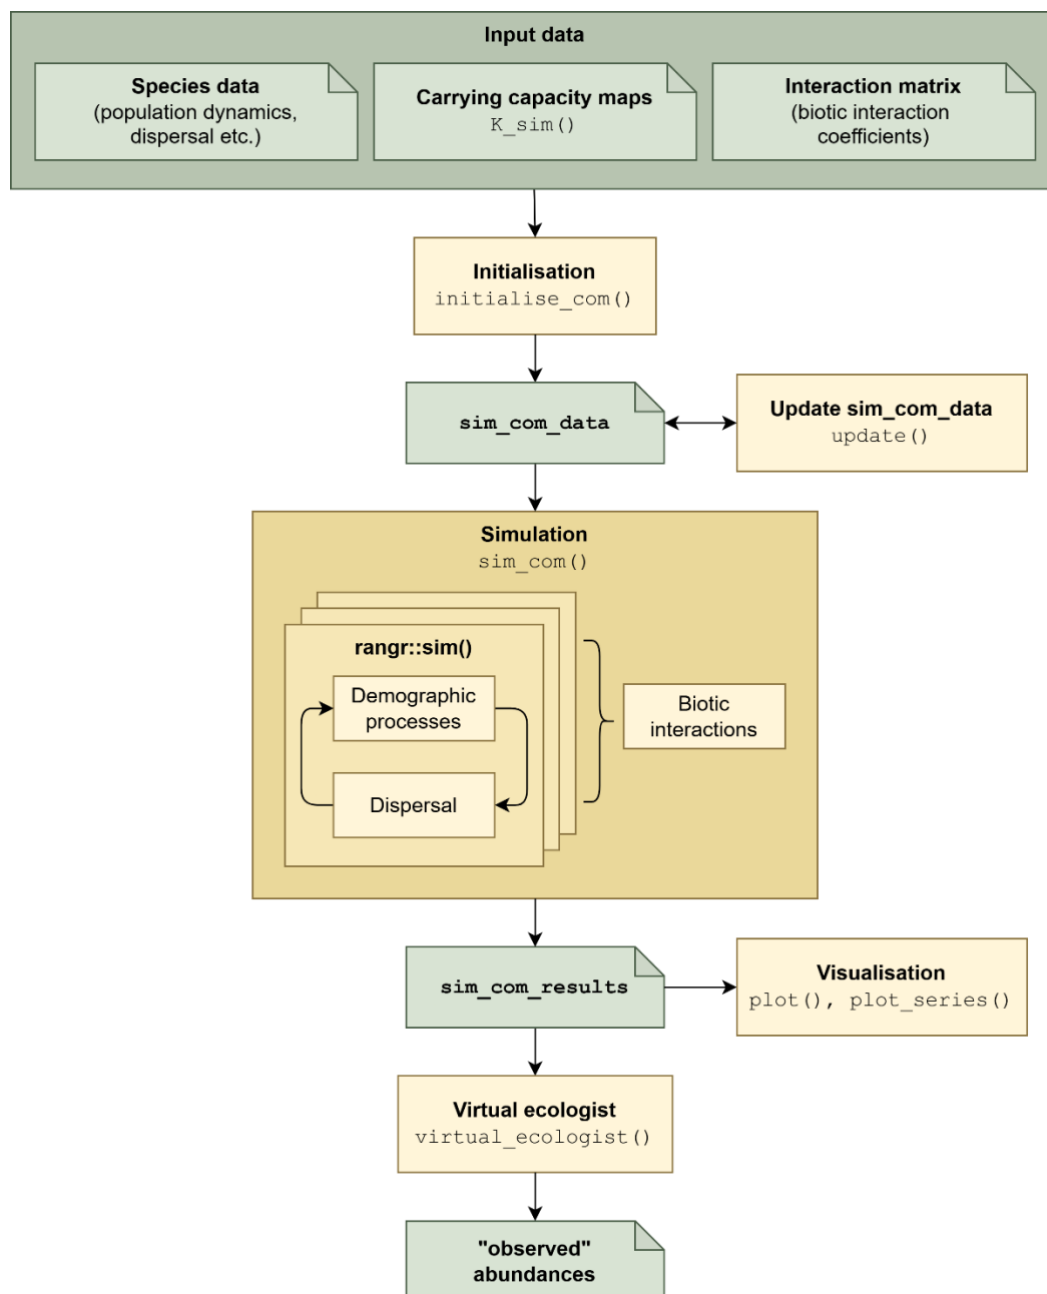 Input data
Species data
(population dynamics,
dispersal etc.)
Carrying capacity maps
K_sim()
Interaction matrix
(biotic interaction
coefficients)
Initialisation
initialise_com()
sim_com_data
Update sim_com_data
update()
Simulation
sim_com()
rangr::sim()
Demographic
processes
Dispersal
Biotic
interactions
sim_com_results
Visualisation
plot(), plot_series()
Virtual ecologist
virtual_ecologist()
"observed"
abundances